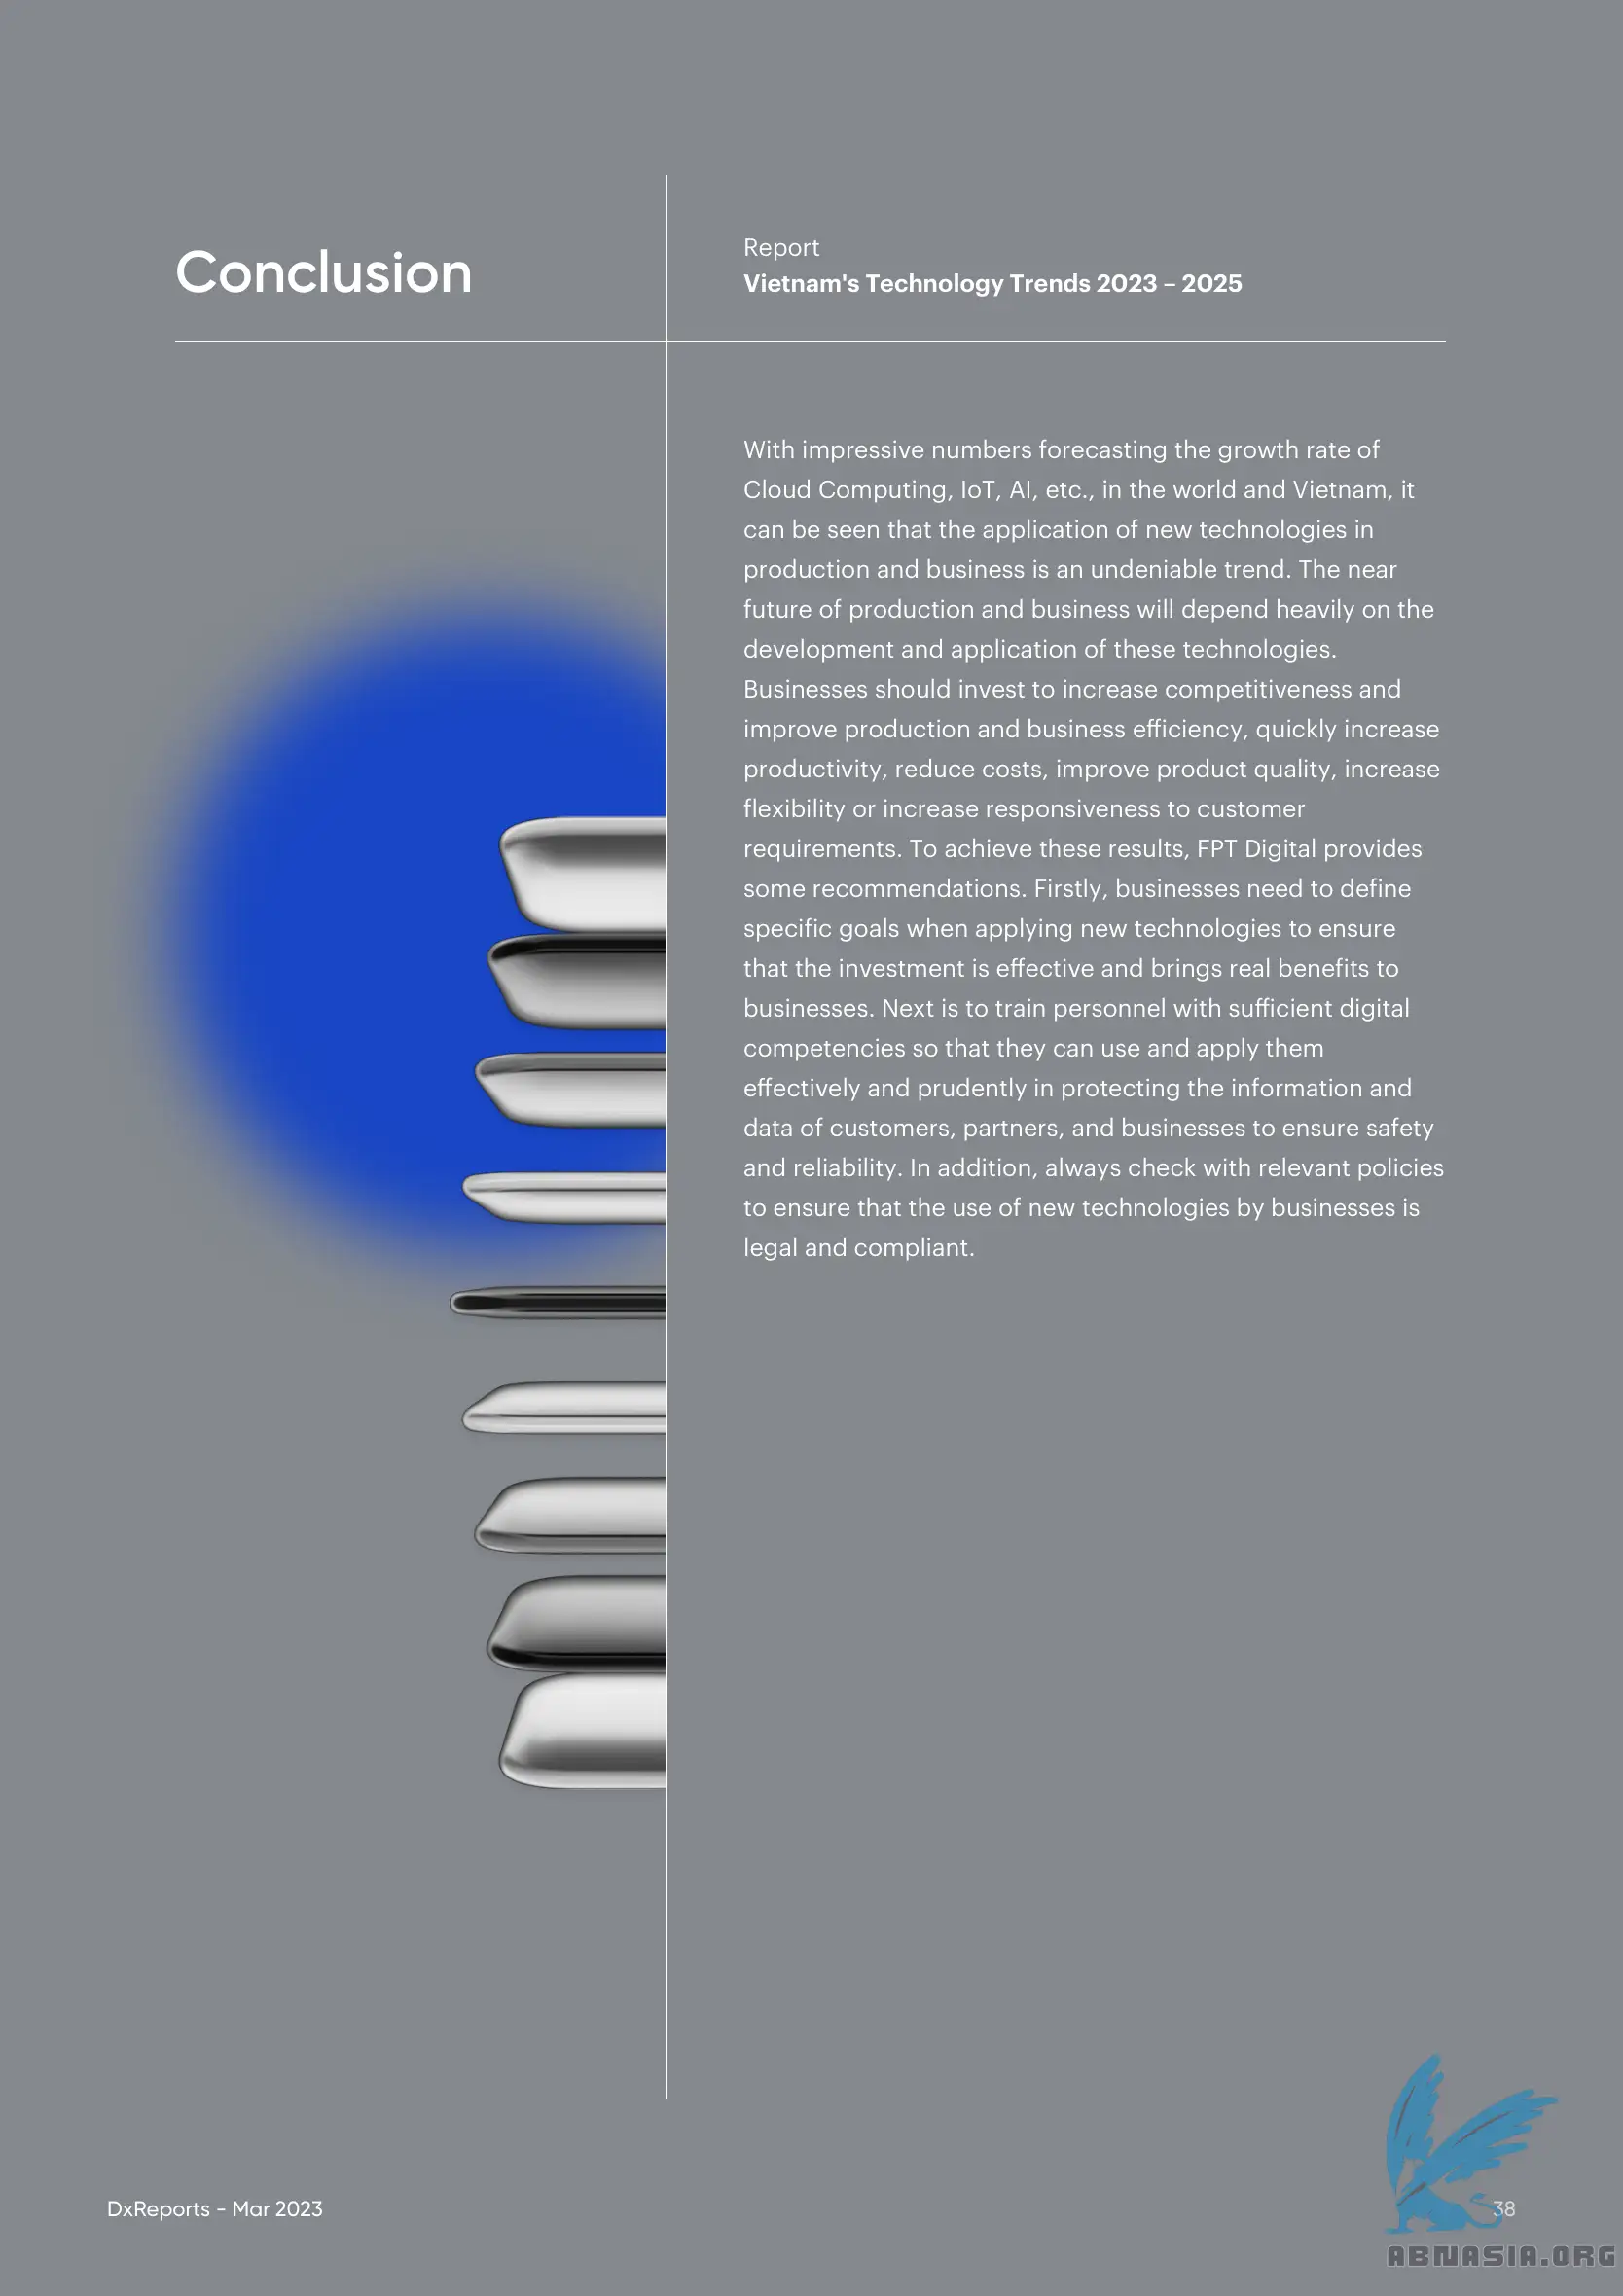 Conclusion
Report
Vietnam's Technology Trends 2023 – 2025
With impressive numbers forecasting the growth rate of
Cloud Computing, IoT, AI, etc., in the world and Vietnam, it
can be seen that the application of new technologies in
production and business is an undeniable trend. The near
future of production and business will depend heavily on the
development and application of these technologies.
Businesses should invest to increase competitiveness and
improve production and business efficiency, quickly increase
productivity, reduce costs, improve product quality, increase
flexibility or increase responsiveness to customer
requirements. To achieve these results, FPT Digital provides
some recommendations. Firstly, businesses need to define
specific goals when applying new technologies to ensure
that the investment is effective and brings real benefits to
businesses. Next is to train personnel with sufficient digital
competencies so that they can use and apply them
effectively and prudently in protecting the information and
data of customers, partners, and businesses to ensure safety
and reliability. In addition, always check with relevant policies
to ensure that the use of new technologies by businesses is
legal and compliant.
DxReports - Mar 2023
38
ABNASIA.ORG